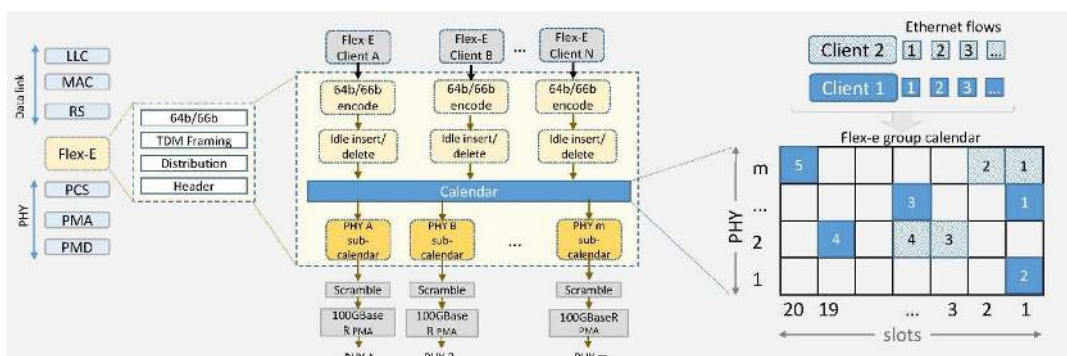 Data link
LLC
MAC
RS
Flex-E
PHY
PCS
PMA
PMD
64b/66b
TDM Framing
Distribution
Header
Flex-E
Client A
Flex-E
Client B
...
Flex-E
Client N
64b/66b
encode
64b/66b
encode
64b/66b
encode
Idle insert/
delete
Idle insert/
delete
Idle insert/
delete
Calendar
PHY A
sub-
calendar
PHY B
sub-
calendar
...
PHY m
sub-
calendar
Scramble
Scramble
Scramble
100GBase
R PMA
100GBase
R PMA
100GBaseR
PMA
PHY A
PHY B
PHY m
Ethernet flows
Client 2 1 2 3 ...
Client 1 1 2 3 ...
Flex-e group calendar
PHY
m 5 2 1
... 3 1
2 4 4 3
1 2
20 19 ... 3 2 1
slots